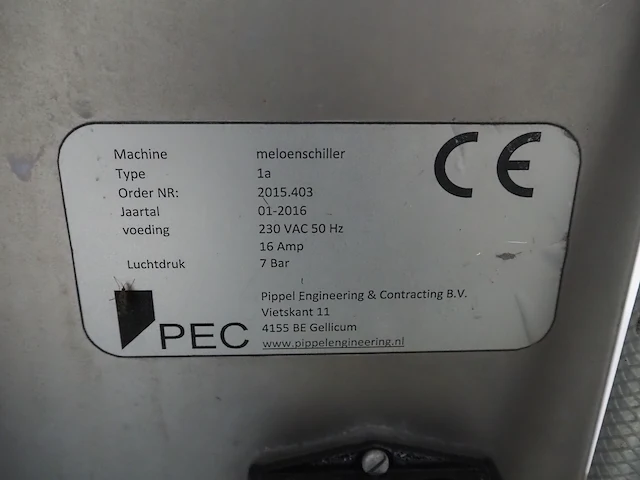 Machine meloenschiller
Type 1a
Order NR: 2015.403
Jaartal 01-2016
voeding 230 VAC 50 Hz
16 Amp
Luchtdruk 7 Bar
CE
Pippel Engineering & Contracting B.V.
Vietskant 11
4155 BE Gellicum
www.pippelengineering.nl
PEC